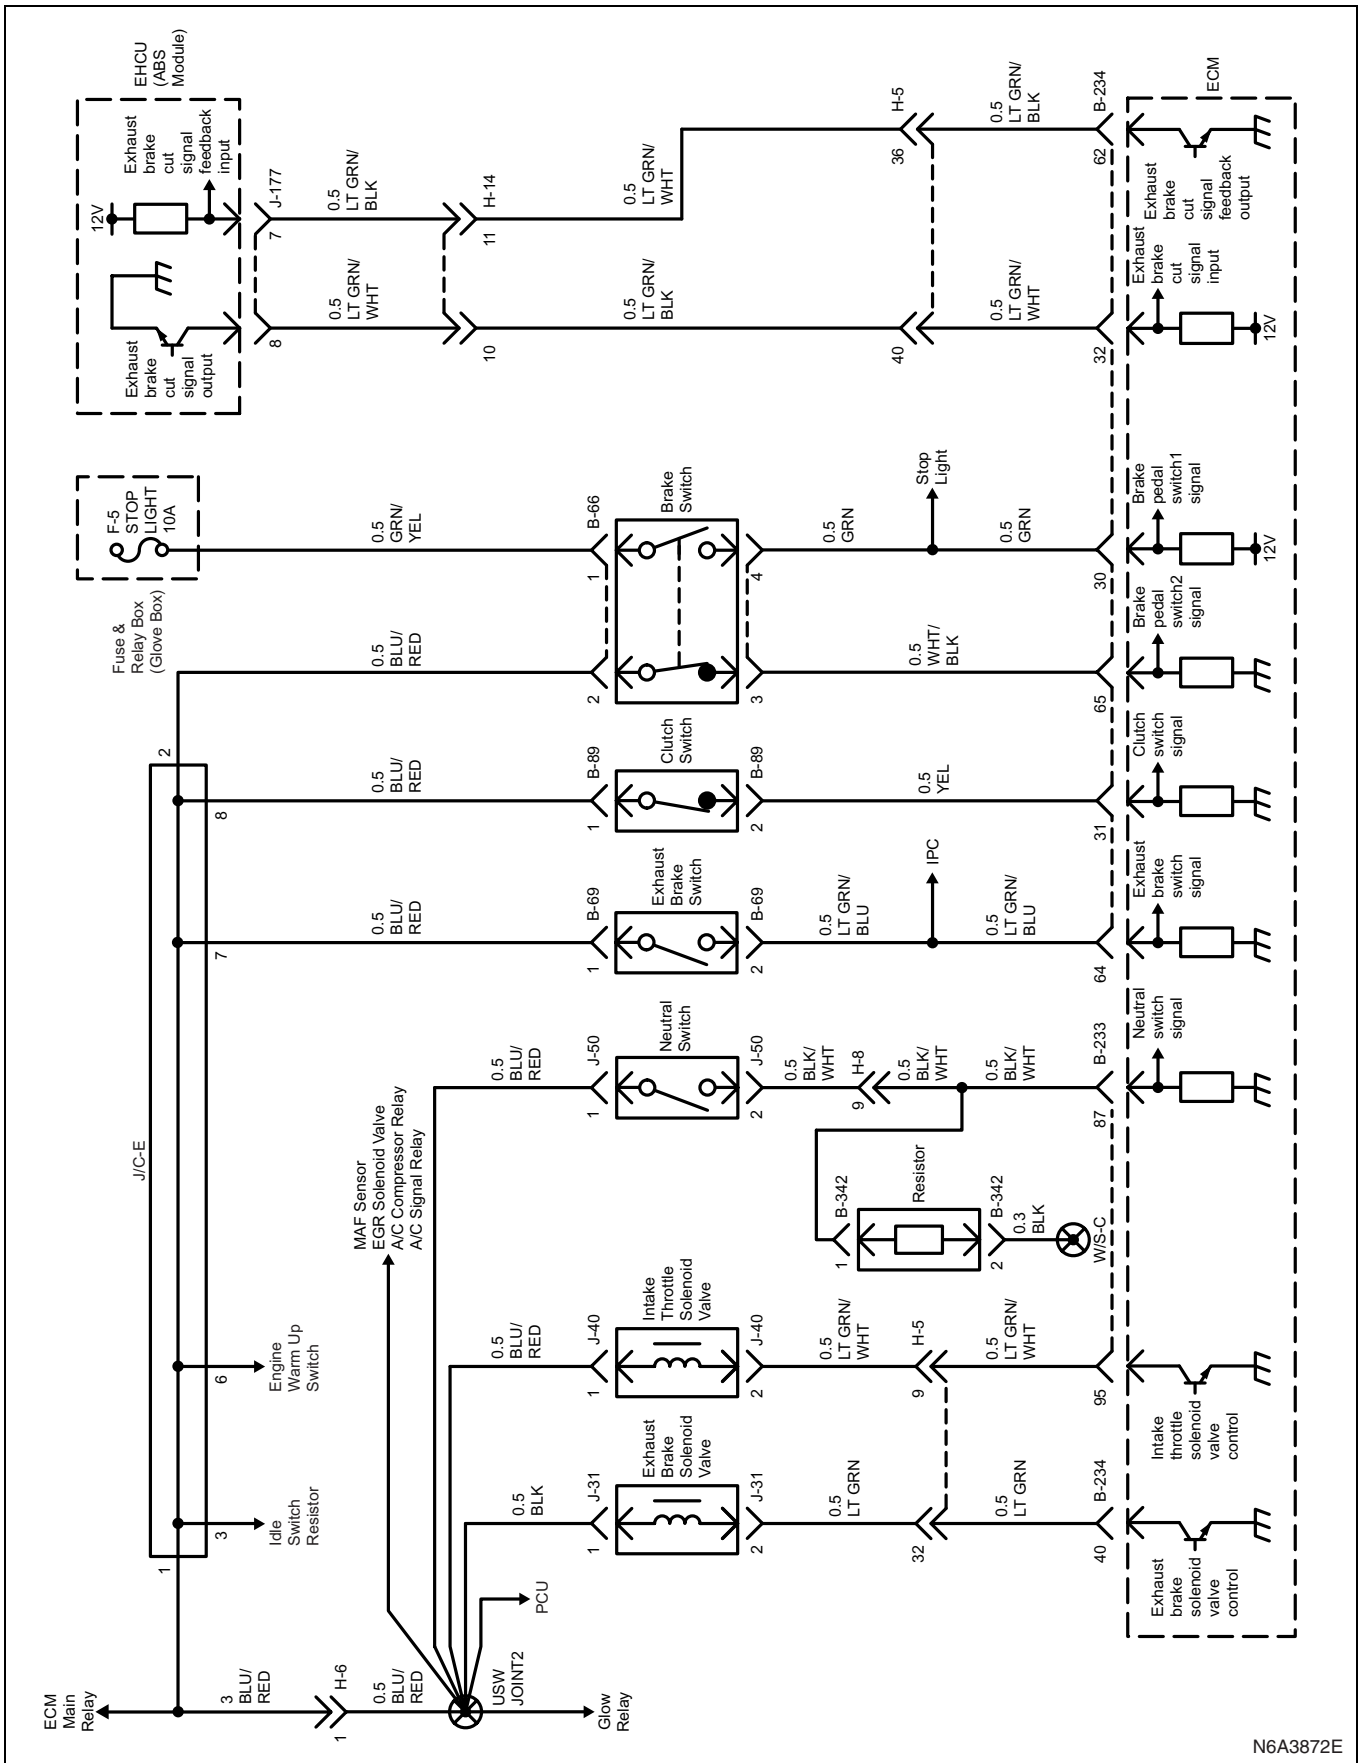 EHCU
(ABS
Module)
12V
Exhaust
brake
cut
signal
feedback
input
Exhaust
brake
cut
signal
output
7
J-177
8
0.5
LT GRN/
BLK
0.5
LT GRN/
WHT
11
H-14
10
0.5
LT GRN/
WHT
0.5
LT GRN/
BLK
36
H-5
40
0.5
LT GRN/
BLK
0.5
LT GRN/
WHT
62
B-234
32
ECM
Exhaust
brake
cut
signal
feedback
output
Exhaust
brake
cut
signal
input
12V
F-5
STOP
LIGHT
10A
Fuse &
Relay Box
(Glove Box)
0.5
GRN/
YEL
0.5
BLU/
RED
1
B-66
2
Brake
Switch
4
3
0.5
GRN
Stop
Light
0.5
GRN
0.5
WHT/
BLK
30
65
Brake
pedal
switch1
signal
12V
Brake
pedal
switch2
signal
2
8
0.5
BLU/
RED
1
B-89
Clutch
Switch
2
B-89
0.5
YEL
31
Clutch
switch
signal
7
0.5
BLU/
RED
1
B-69
Exhaust
Brake
Switch
2
B-69
0.5
LT GRN/
BLU
IPC
0.5
LT GRN/
BLU
64
Exhaust
brake
switch
signal
J/C-E
MAF Sensor
EGR Solenoid Valve
A/C Compressor Relay
A/C Signal Relay
0.5
BLU/
RED
1
J-50
Neutral
Switch
2
J-50
0.5
BLK/
WHT
9
H-8
0.5
BLK/
WHT
0.5
BLK/
WHT
87
B-233
Neutral
switch
signal
1
B-342
Resistor
2
B-342
0.3
BLK
W/S-C
6
Engine
Warm Up
Switch
0.5
BLU/
RED
1
J-40
Intake
Throttle
Solenoid
Valve
2
J-40
0.5
LT GRN/
WHT
9
H-5
0.5
LT GRN/
WHT
95
Intake
throttle
solenoid
valve
control
1
3
Idle
Switch
Resistor
0.5
BLK
1
J-31
Exhaust
Brake
Solenoid
Valve
2
J-31
0.5
LT GRN
32
0.5
LT GRN
40
B-234
Exhaust
brake
solenoid
valve
control
PCU
ECM
Main
Relay
3
BLU/
RED
1
H-6
0.5
BLU/
RED
USW
JOINT2
Glow
Relay
N6A3872E